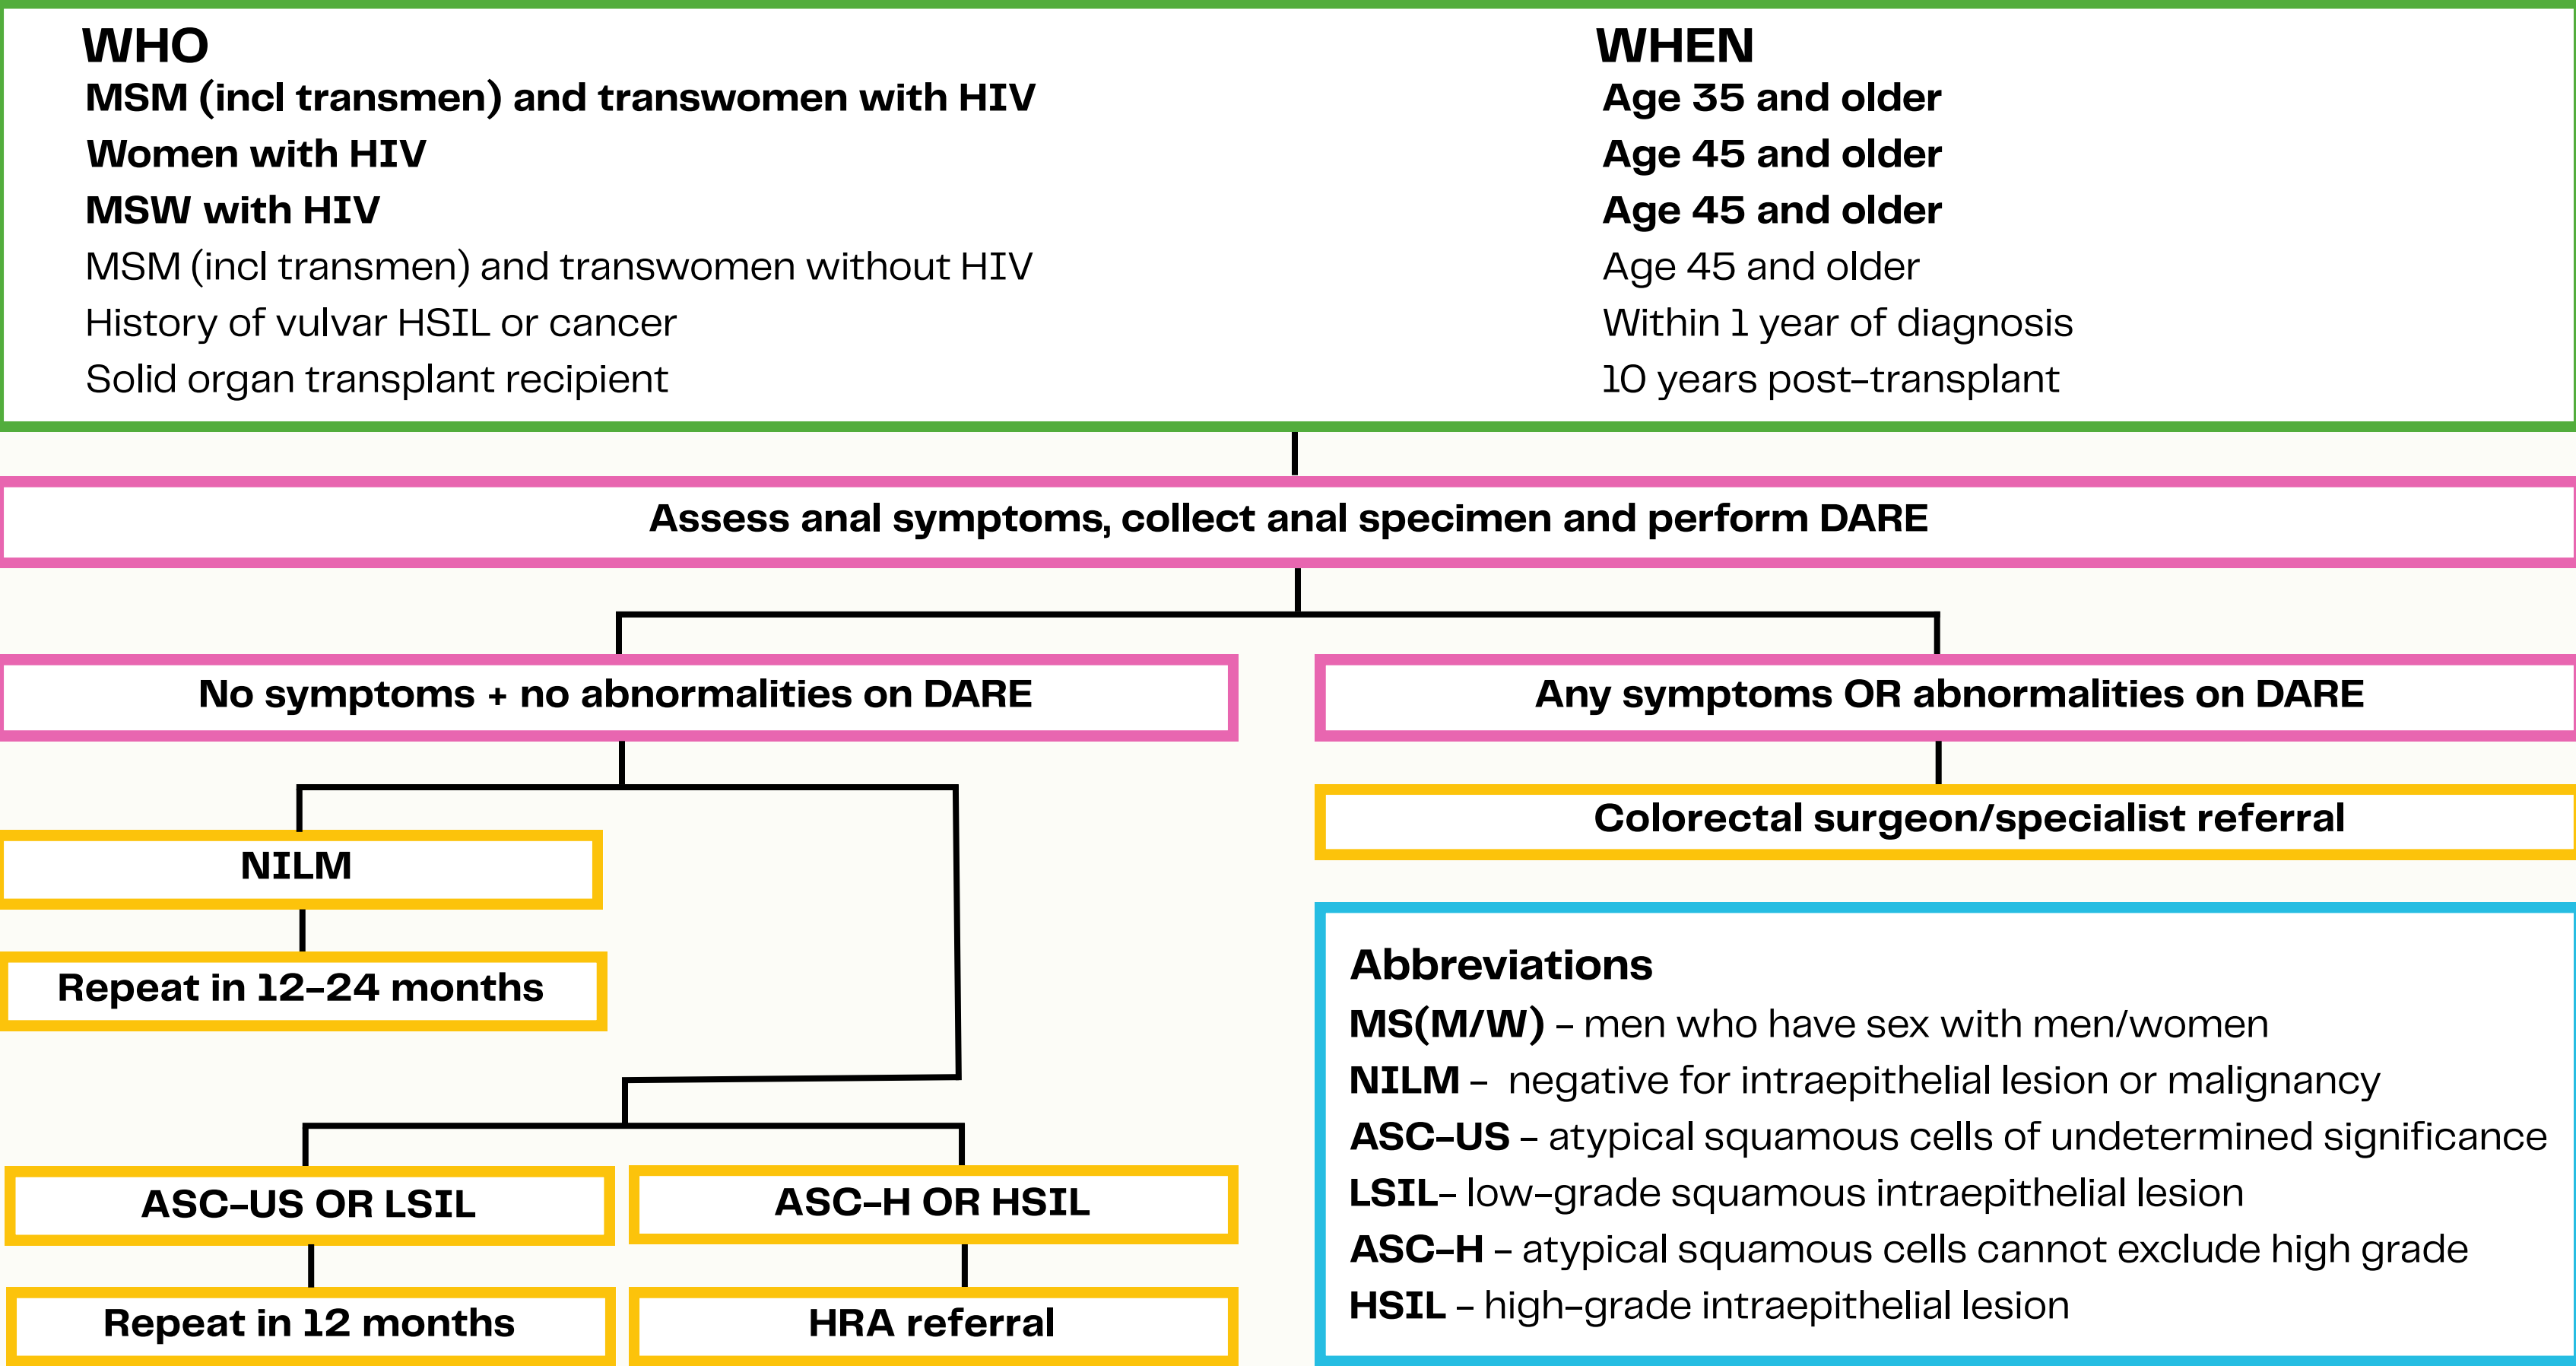 WHO
MSM (incl transmen) and transwomen with HIV
Women with HIV
MSW with HIV
MSM (incl transmen) and transwomen without HIV
History of vulvar HSIL or cancer
Solid organ transplant recipient
WHEN
Age 35 and older
Age 45 and older
Age 45 and older
Age 45 and older
Within 1 year of diagnosis
10 years post-transplant
Assess anal symptoms, collect anal specimen and perform DARE
No symptoms + no abnormalities on DARE
Any symptoms OR abnormalities on DARE
NILM
Repeat in 12-24 months
ASC-US OR LSIL
ASC-H OR HSIL
Repeat in 12 months
HRA referral
Colorectal surgeon/specialist referral
Abbreviations
MS(M/W) – men who have sex with men/women
NILM – negative for intraepithelial lesion or malignancy
ASC-US – atypical squamous cells of undetermined significance
LSIL– low-grade squamous intraepithelial lesion
ASC-H – atypical squamous cells cannot exclude high grade
HSIL – high-grade intraepithelial lesion